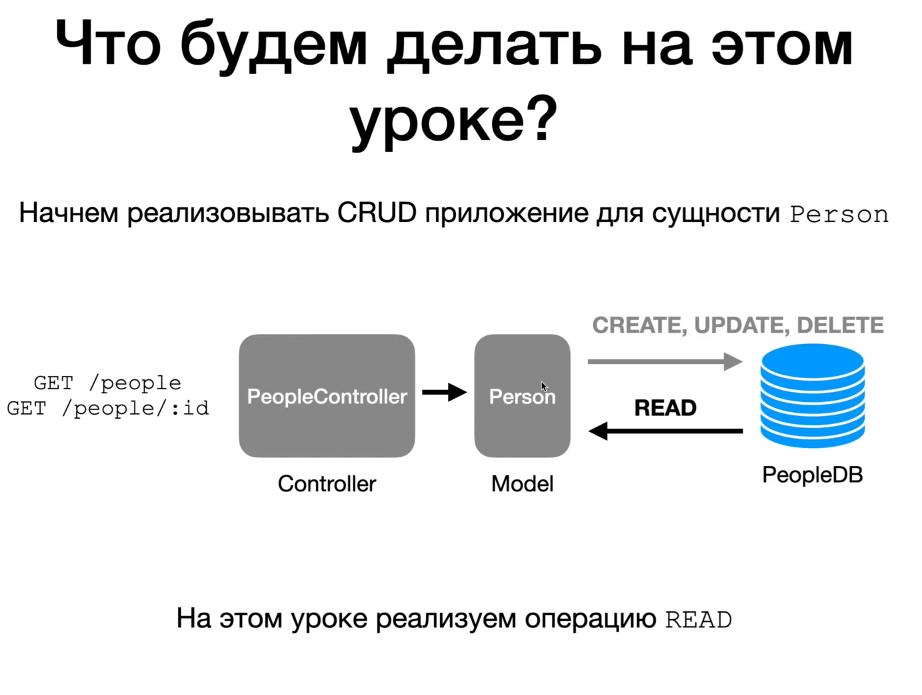 Что будем делать на этом
уроке?
Начнем реализовывать CRUD приложение для сущности Person
CREATE, UPDATE, DELETE
GET /people
GET /people/:id
PeopleController
Person
READ
Controller
Model
PeopleDB
На этом уроке реализуем операцию READ